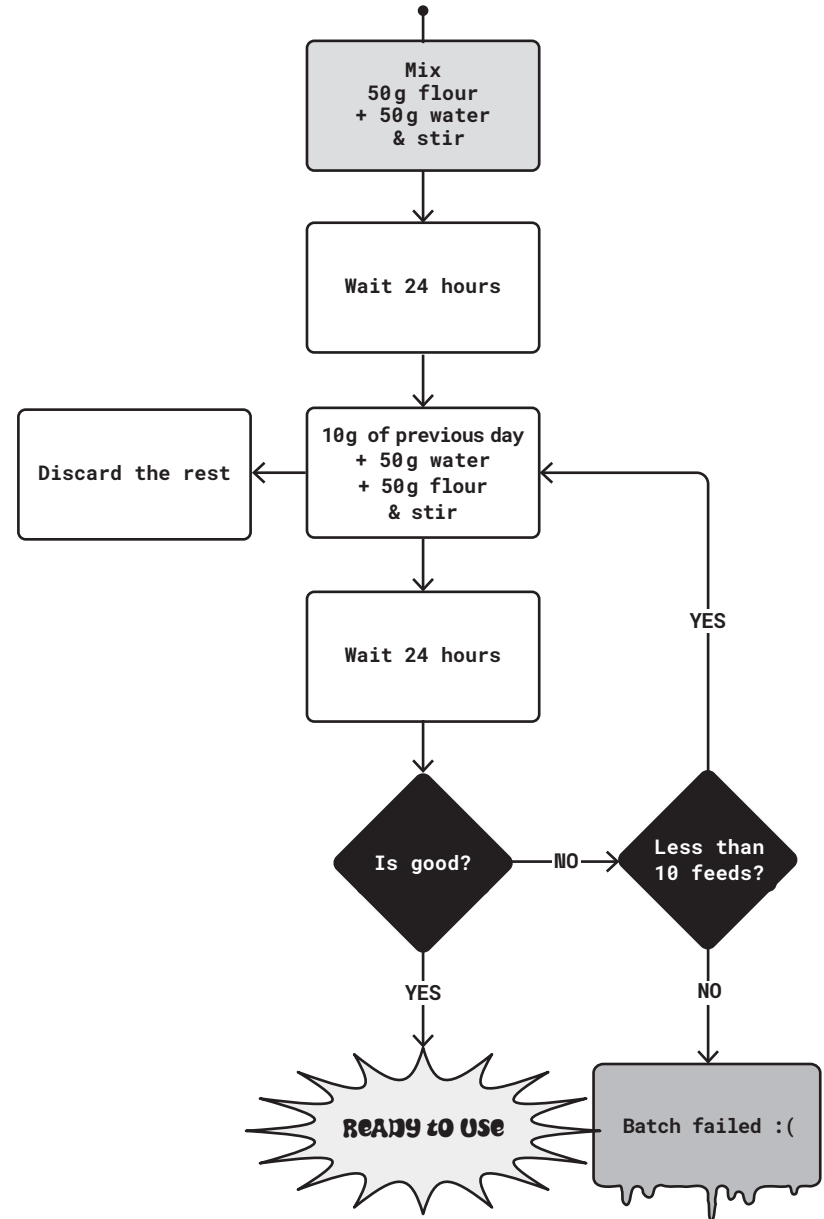 Mix
50g flour
+ 50g water
& stir
Wait 24 hours
10g of previous day
+ 50g water
+ 50g flour
& stir
Discard the rest
Wait 24 hours
YES
Is good?
NO
Less than
10 feeds?
YES
NO
READY tO USe
Batch failed :(